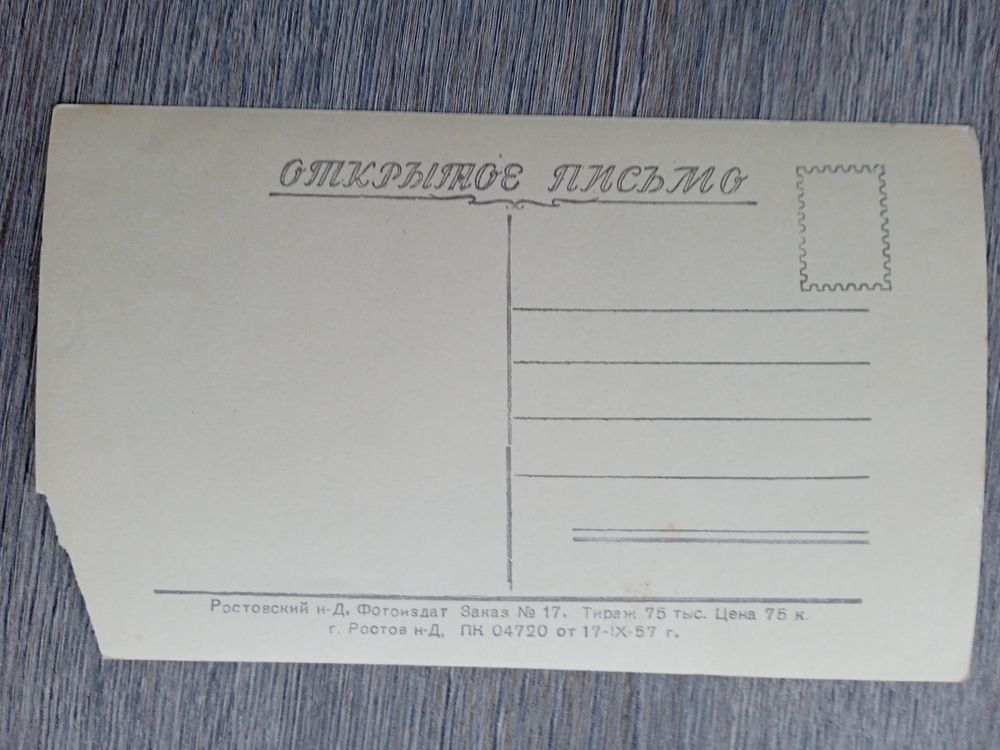 ОТКРЫТОЕ ПИСЬМО
Ростовский н-Д, Фотоиздат Заказ № 17. Тираж 75 тыс. Цена 75 к.
г. Ростов н-Д, ПК 04720 от 17-IX-57 г.